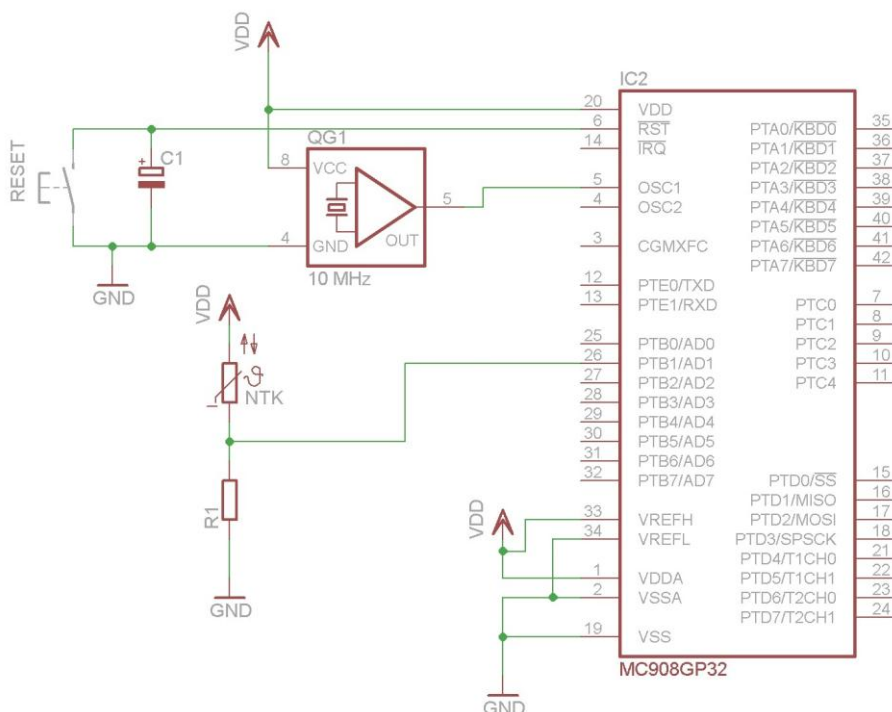 VDD
IC2
20 VDD
6 RST
14 IRQ
5 OSC1
4 OSC2
3 CGMXFC
12 PTE0/TXD
13 PTE1/RXD
25 PTB0/AD0
26 PTB1/AD1
27 PTB2/AD2
28 PTB3/AD3
29 PTB4/AD4
30 PTB5/AD5
31 PTB6/AD6
32 PTB7/AD7
33 VREFH
34 VREFL
1 VDDA
2 VSSA
19 VSS
PTA0/KBD0 35
PTA1/KBD1 36
PTA2/KBD2 37
PTA3/KBD3 38
PTA4/KBD4 39
PTA5/KBD5 40
PTA6/KBD6 41
PTA7/KBD7 42
PTC0 7
PTC1 8
PTC2 9
PTC3 10
PTC4 11
PTD0/SS 15
PTD1/MISO 16
PTD2/MOSI 17
PTD3/SPSCK 18
PTD4/T1CH0 21
PTD5/T1CH1 22
PTD6/T2CH0 23
PTD7/T2CH1 24
MC908GP32
RESET
+
C1
GND
QG1
8 VCC
5
OUT
4 GND
10 MHz
VDD
ϑ
NTK
R1
GND
VDD
GND